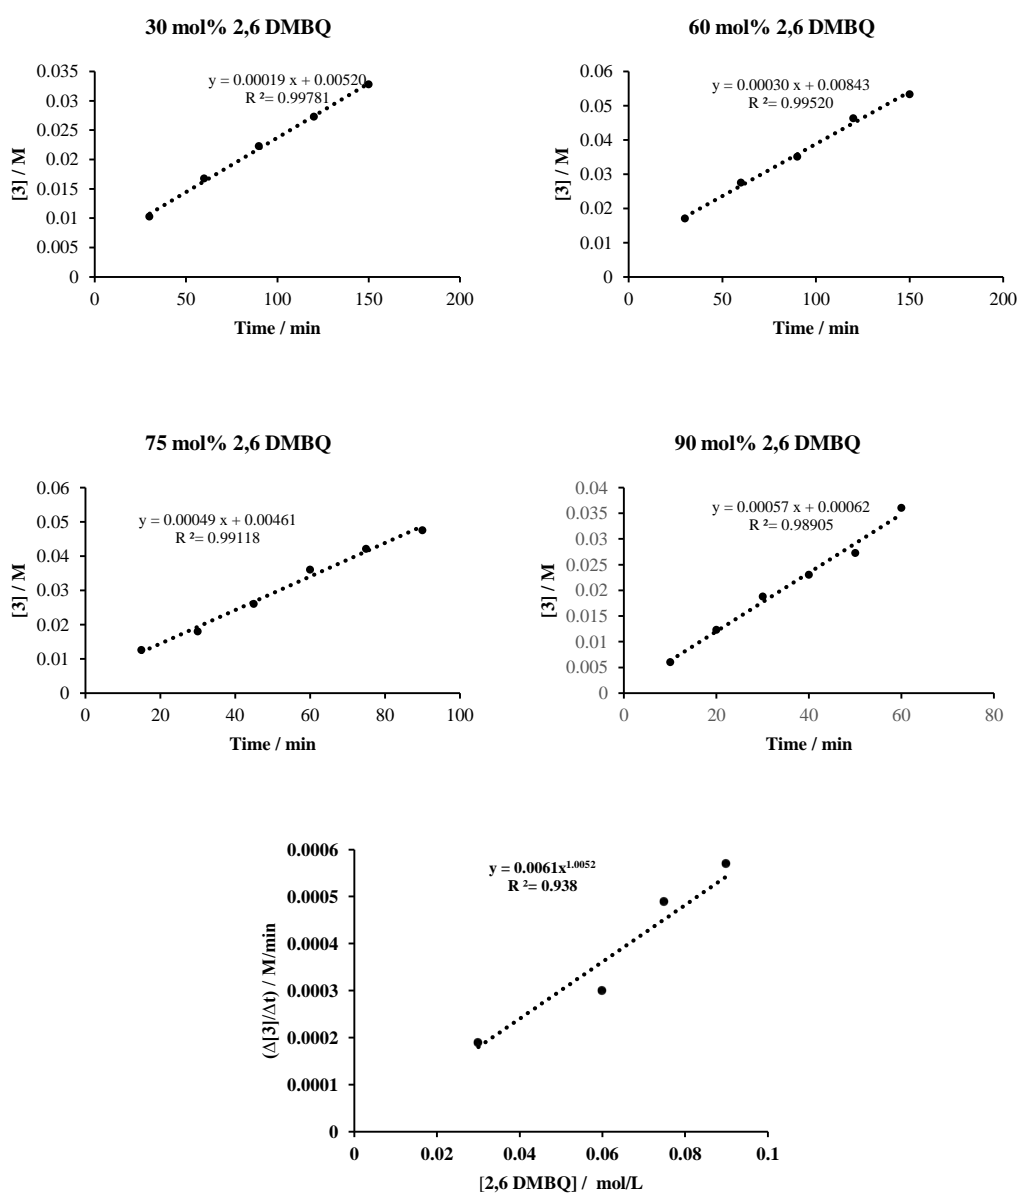 30 mol% 2,6 DMBQ
y = 0.00019 x + 0.00520
R ²= 0.99781
0.035
0.03
0.025
0.02
0.015
0.01
0.005
0
0 50 100 150 200
[3] / M
Time / min
60 mol% 2,6 DMBQ
y = 0.00030 x + 0.00843
R ²= 0.99520
0.06
0.05
0.04
0.03
0.02
0.01
0
0 50 100 150 200
[3] / M
Time / min
75 mol% 2,6 DMBQ
y = 0.00049 x + 0.00461
R ²= 0.99118
0.06
0.05
0.04
0.03
0.02
0.01
0
0 20 40 60 80 100
[3] / M
Time / min
90 mol% 2,6 DMBQ
y = 0.00057 x + 0.00062
R ²= 0.98905
0.04
0.035
0.03
0.025
0.02
0.015
0.01
0.005
0
0 20 40 60 80
[3] / M
Time / min
y = 0.0061x^1.0052
R ²= 0.938
0.0006
0.0005
0.0004
0.0003
0.0002
0.0001
0
0 0.02 0.04 0.06 0.08 0.1
(Δ[3]/Δt) / M/min
[2,6 DMBQ] / mol/L